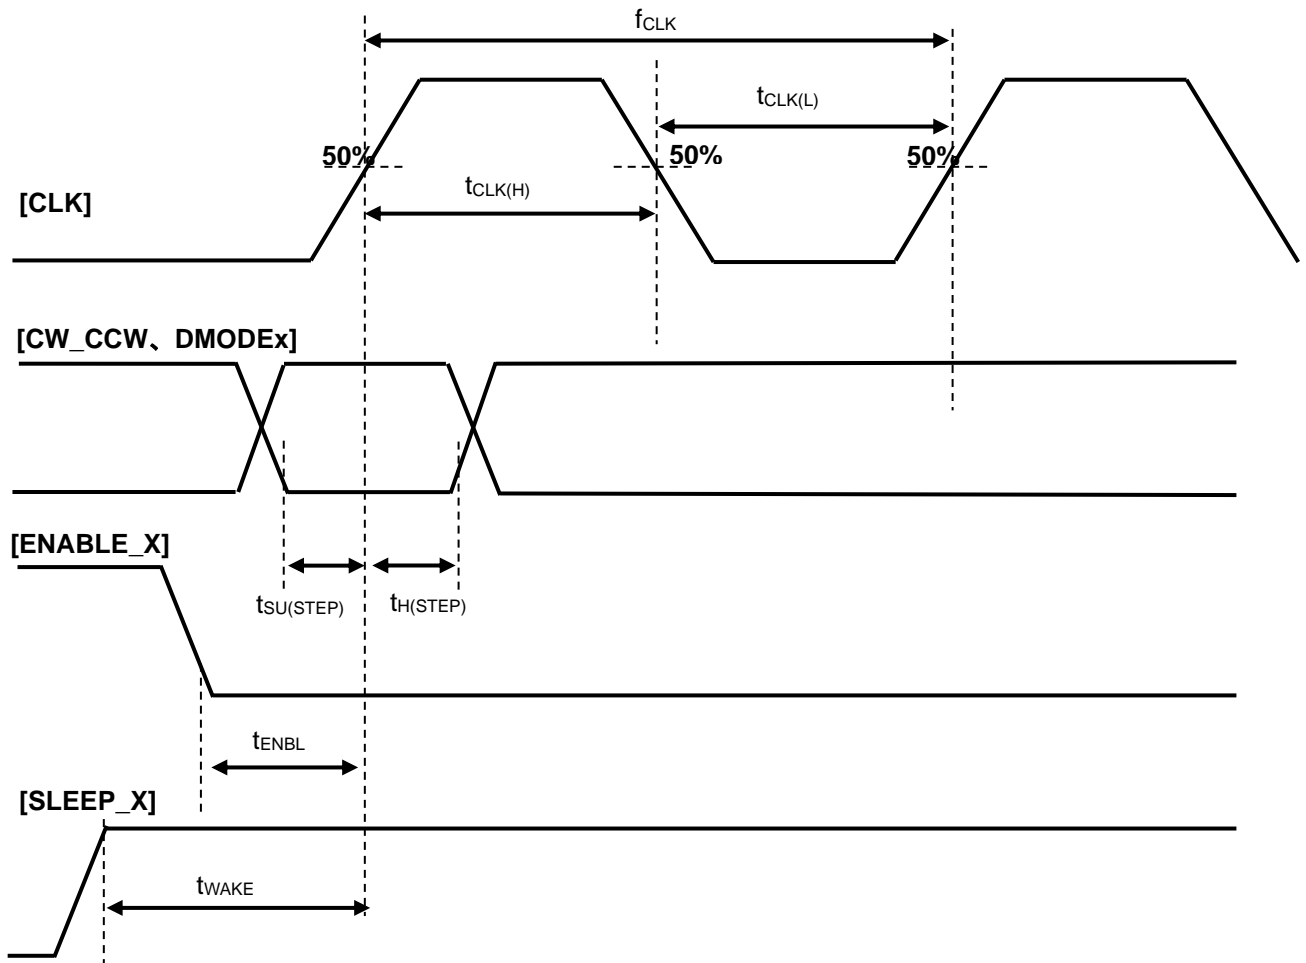 fCLK
tCLK(L)
50%
50%
50%
tCLK(H)
[CLK]
[CW_CCW、DMODEx]
[ENABLE_X]
tSU(STEP)
tH(STEP)
tENBL
[SLEEP_X]
tWAKE